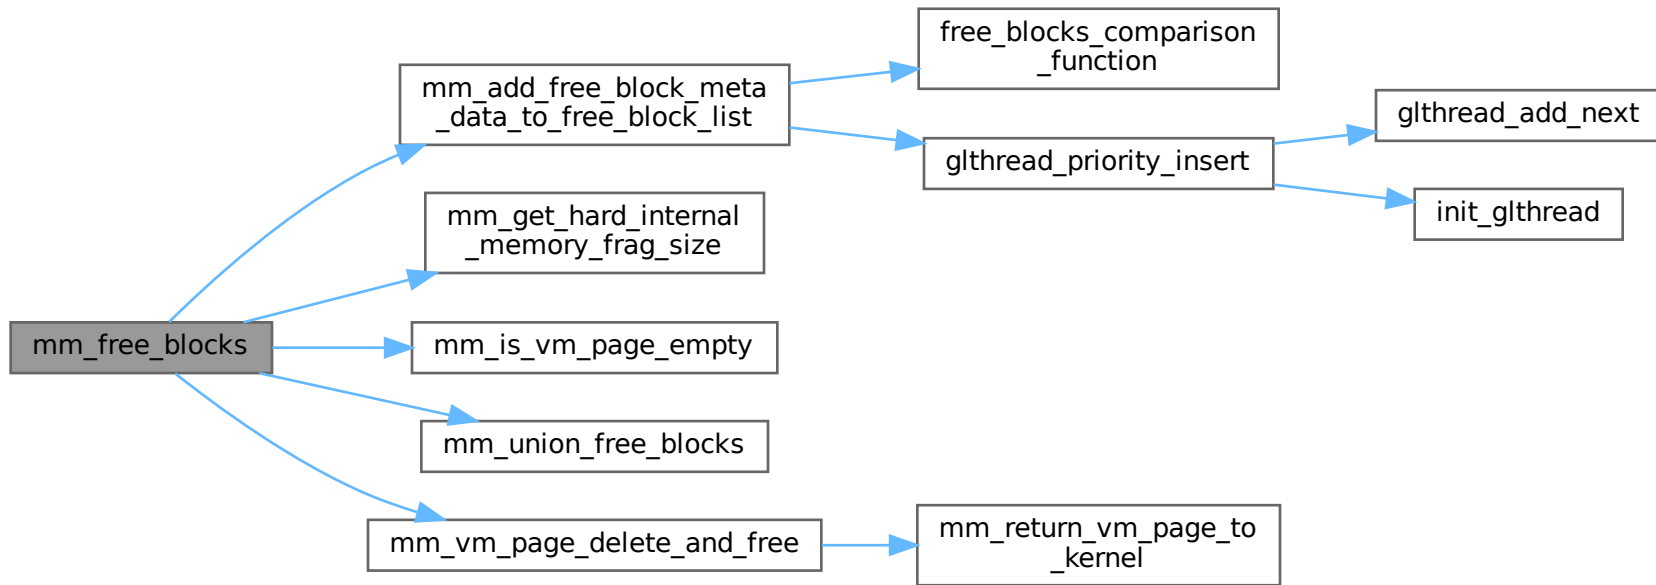 mm_free_blocks
mm_add_free_block_meta
_data_to_free_block_list
mm_get_hard_internal
_memory_frag_size
mm_is_vm_page_empty
mm_union_free_blocks
mm_vm_page_delete_and_free
free_blocks_comparison
_function
glthread_priority_insert
mm_return_vm_page_to
_kernel
glthread_add_next
init_glthread